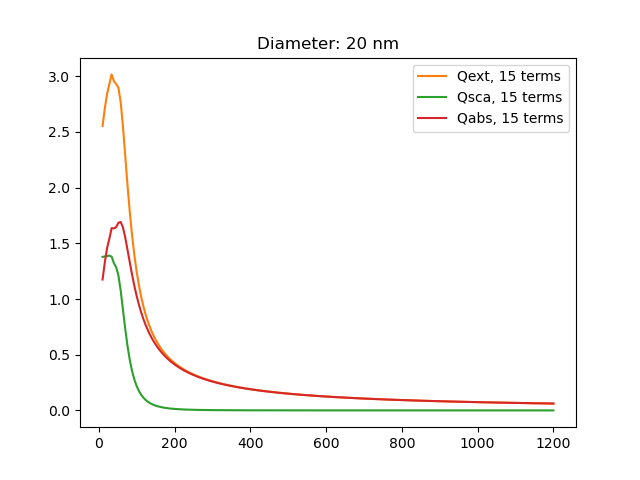 Diameter: 20 nm
Qext, 15 terms
Qsca, 15 terms
Qabs, 15 terms
3.0
2.5
2.0
1.5
1.0
0.5
0.0
0 200 400 600 800 1000 1200